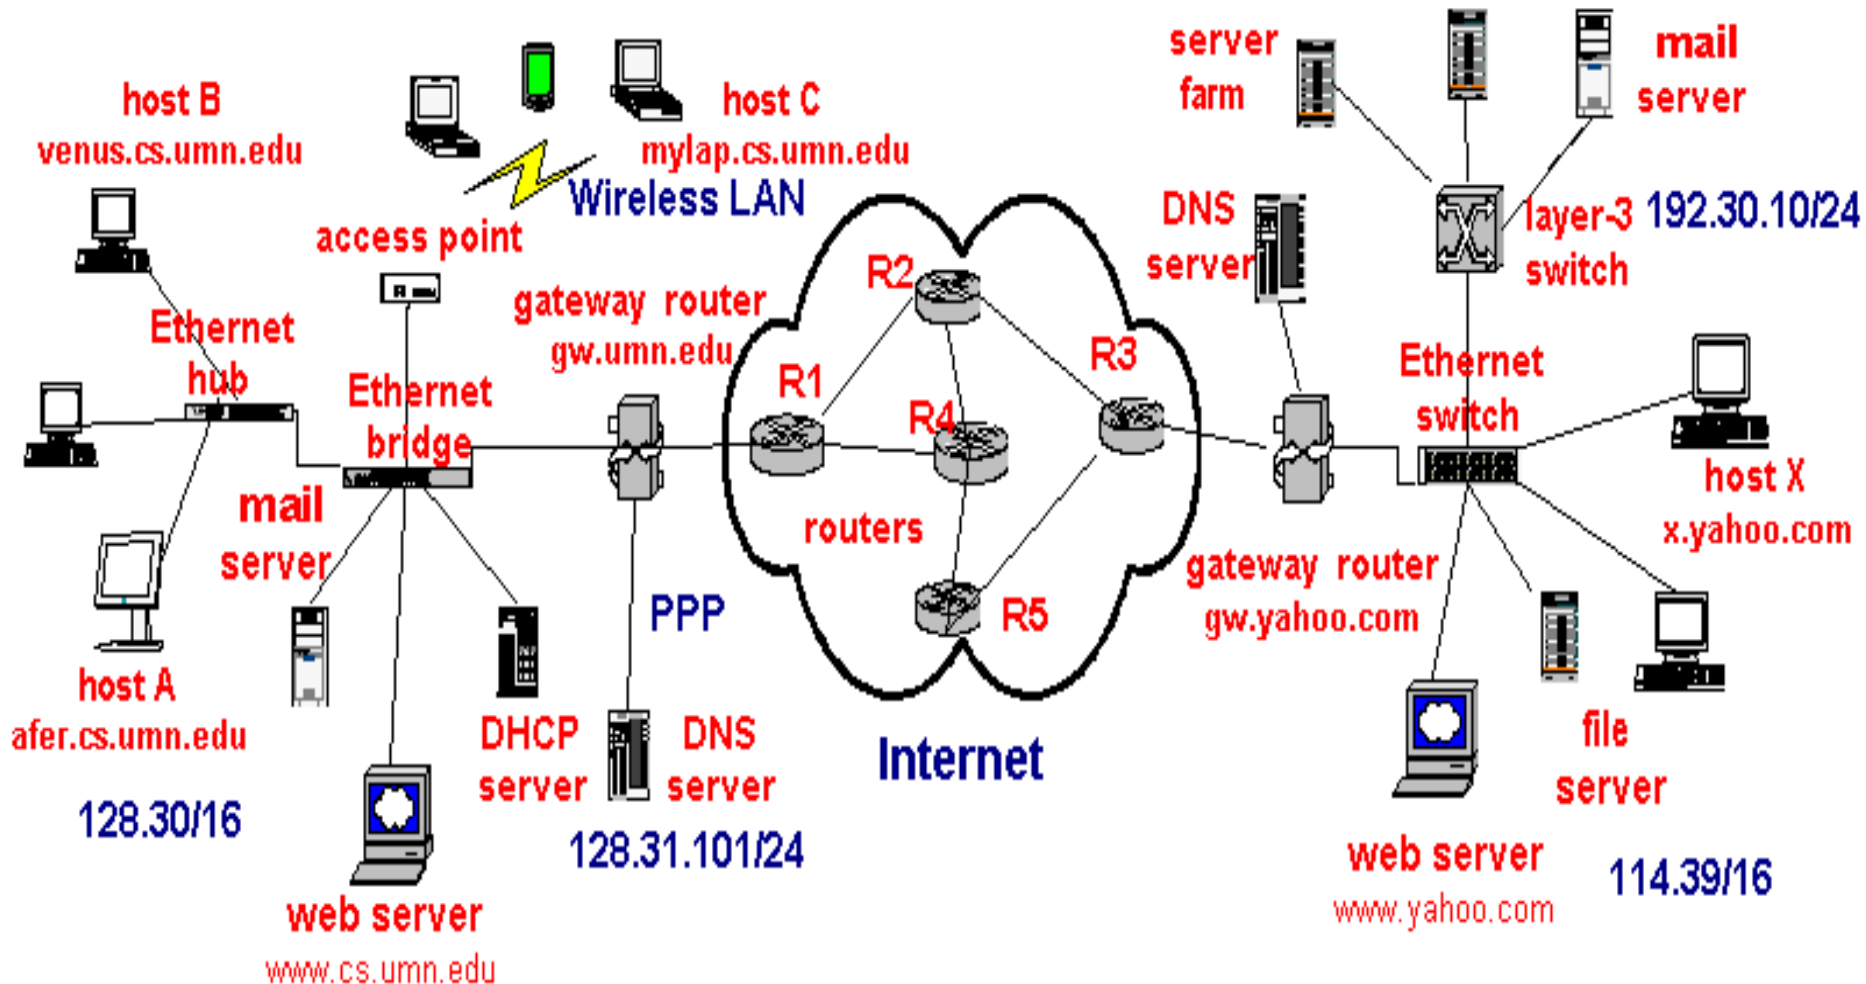 host B
venus.cs.umn.edu
host C
mylap.cs.umn.edu
Wireless LAN
access point
Ethernet
hub
Ethernet
bridge
gateway router
gw.umn.edu
mail
server
host A
afer.cs.umn.edu
128.30/16
web server
www.cs.umn.edu
DHCP
server
PPP
DNS
server
128.31.101/24
R1
R2
R3
R4
R5
routers
Internet
server
farm
mail
server
DNS
server
layer-3
switch
192.30.10/24
Ethernet
switch
host X
x.yahoo.com
gateway router
gw.yahoo.com
file
server
web server
www.yahoo.com
114.39/16